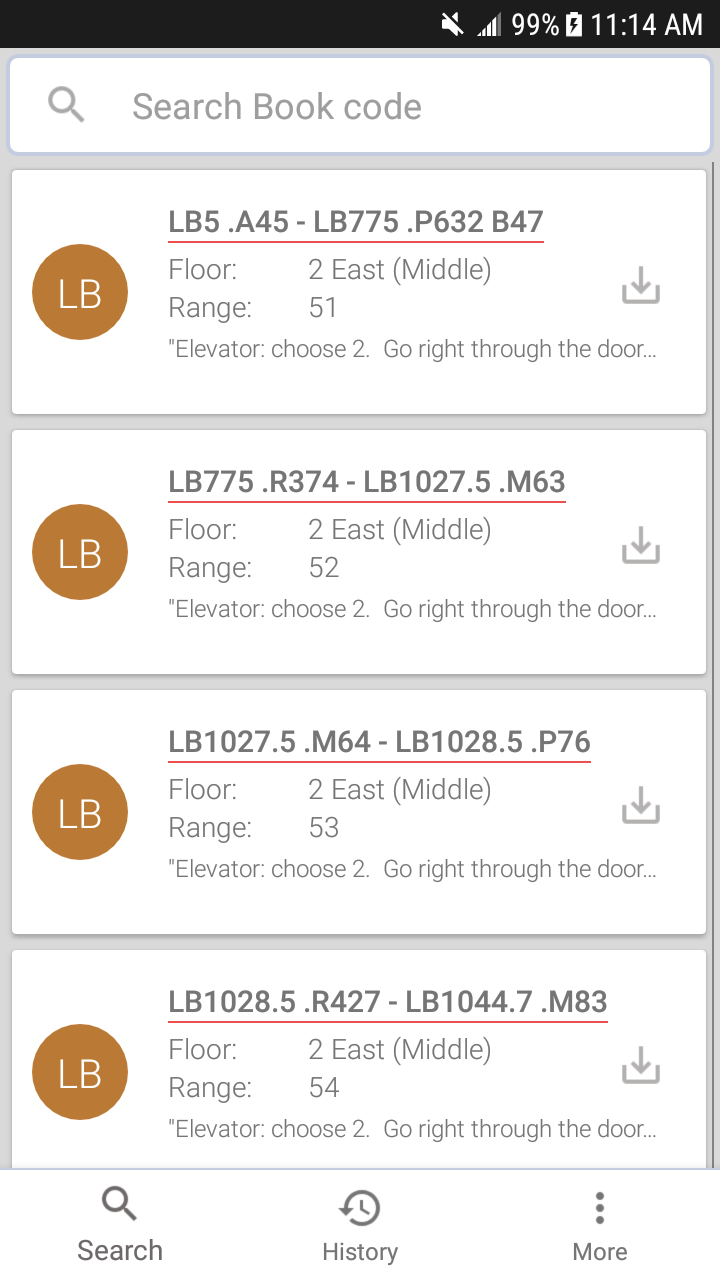 99% 11:14 AM
Search Book code
LB5 .A45 - LB775 .P632 B47
LB
Floor: 2 East (Middle)
Range: 51
"Elevator: choose 2.  Go right through the door...
LB775 .R374 - LB1027.5 .M63
LB
Floor: 2 East (Middle)
Range: 52
"Elevator: choose 2.  Go right through the door...
LB1027.5 .M64 - LB1028.5 .P76
LB
Floor: 2 East (Middle)
Range: 53
"Elevator: choose 2.  Go right through the door...
LB1028.5 .R427 - LB1044.7 .M83
LB
Floor: 2 East (Middle)
Range: 54
"Elevator: choose 2.  Go right through the door...
Search History More